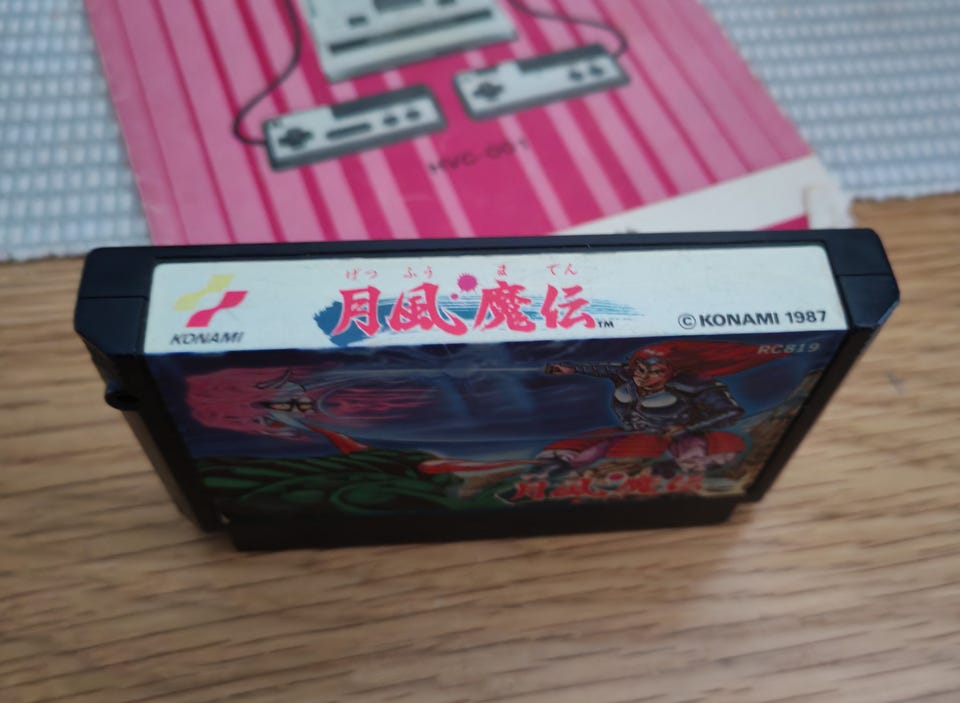 HVC-001
げつ ふう ま でん
月風魔伝™
KONAMI
© KONAMI 1987
RC819
月風魔伝